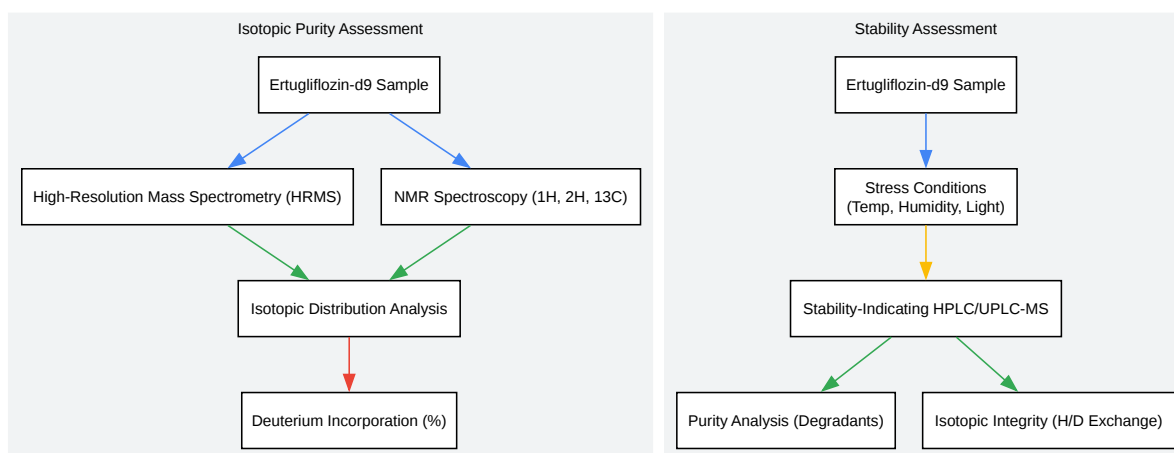 Isotopic Purity Assessment
Ertugliflozin-d9 Sample
High-Resolution Mass Spectrometry (HRMS)
NMR Spectroscopy (1H, 2H, 13C)
Isotopic Distribution Analysis
Deuterium Incorporation (%)
Stability Assessment
Ertugliflozin-d9 Sample
Stress Conditions
(Temp, Humidity, Light)
Stability-Indicating HPLC/UPLC-MS
Purity Analysis (Degradants)
Isotopic Integrity (H/D Exchange)